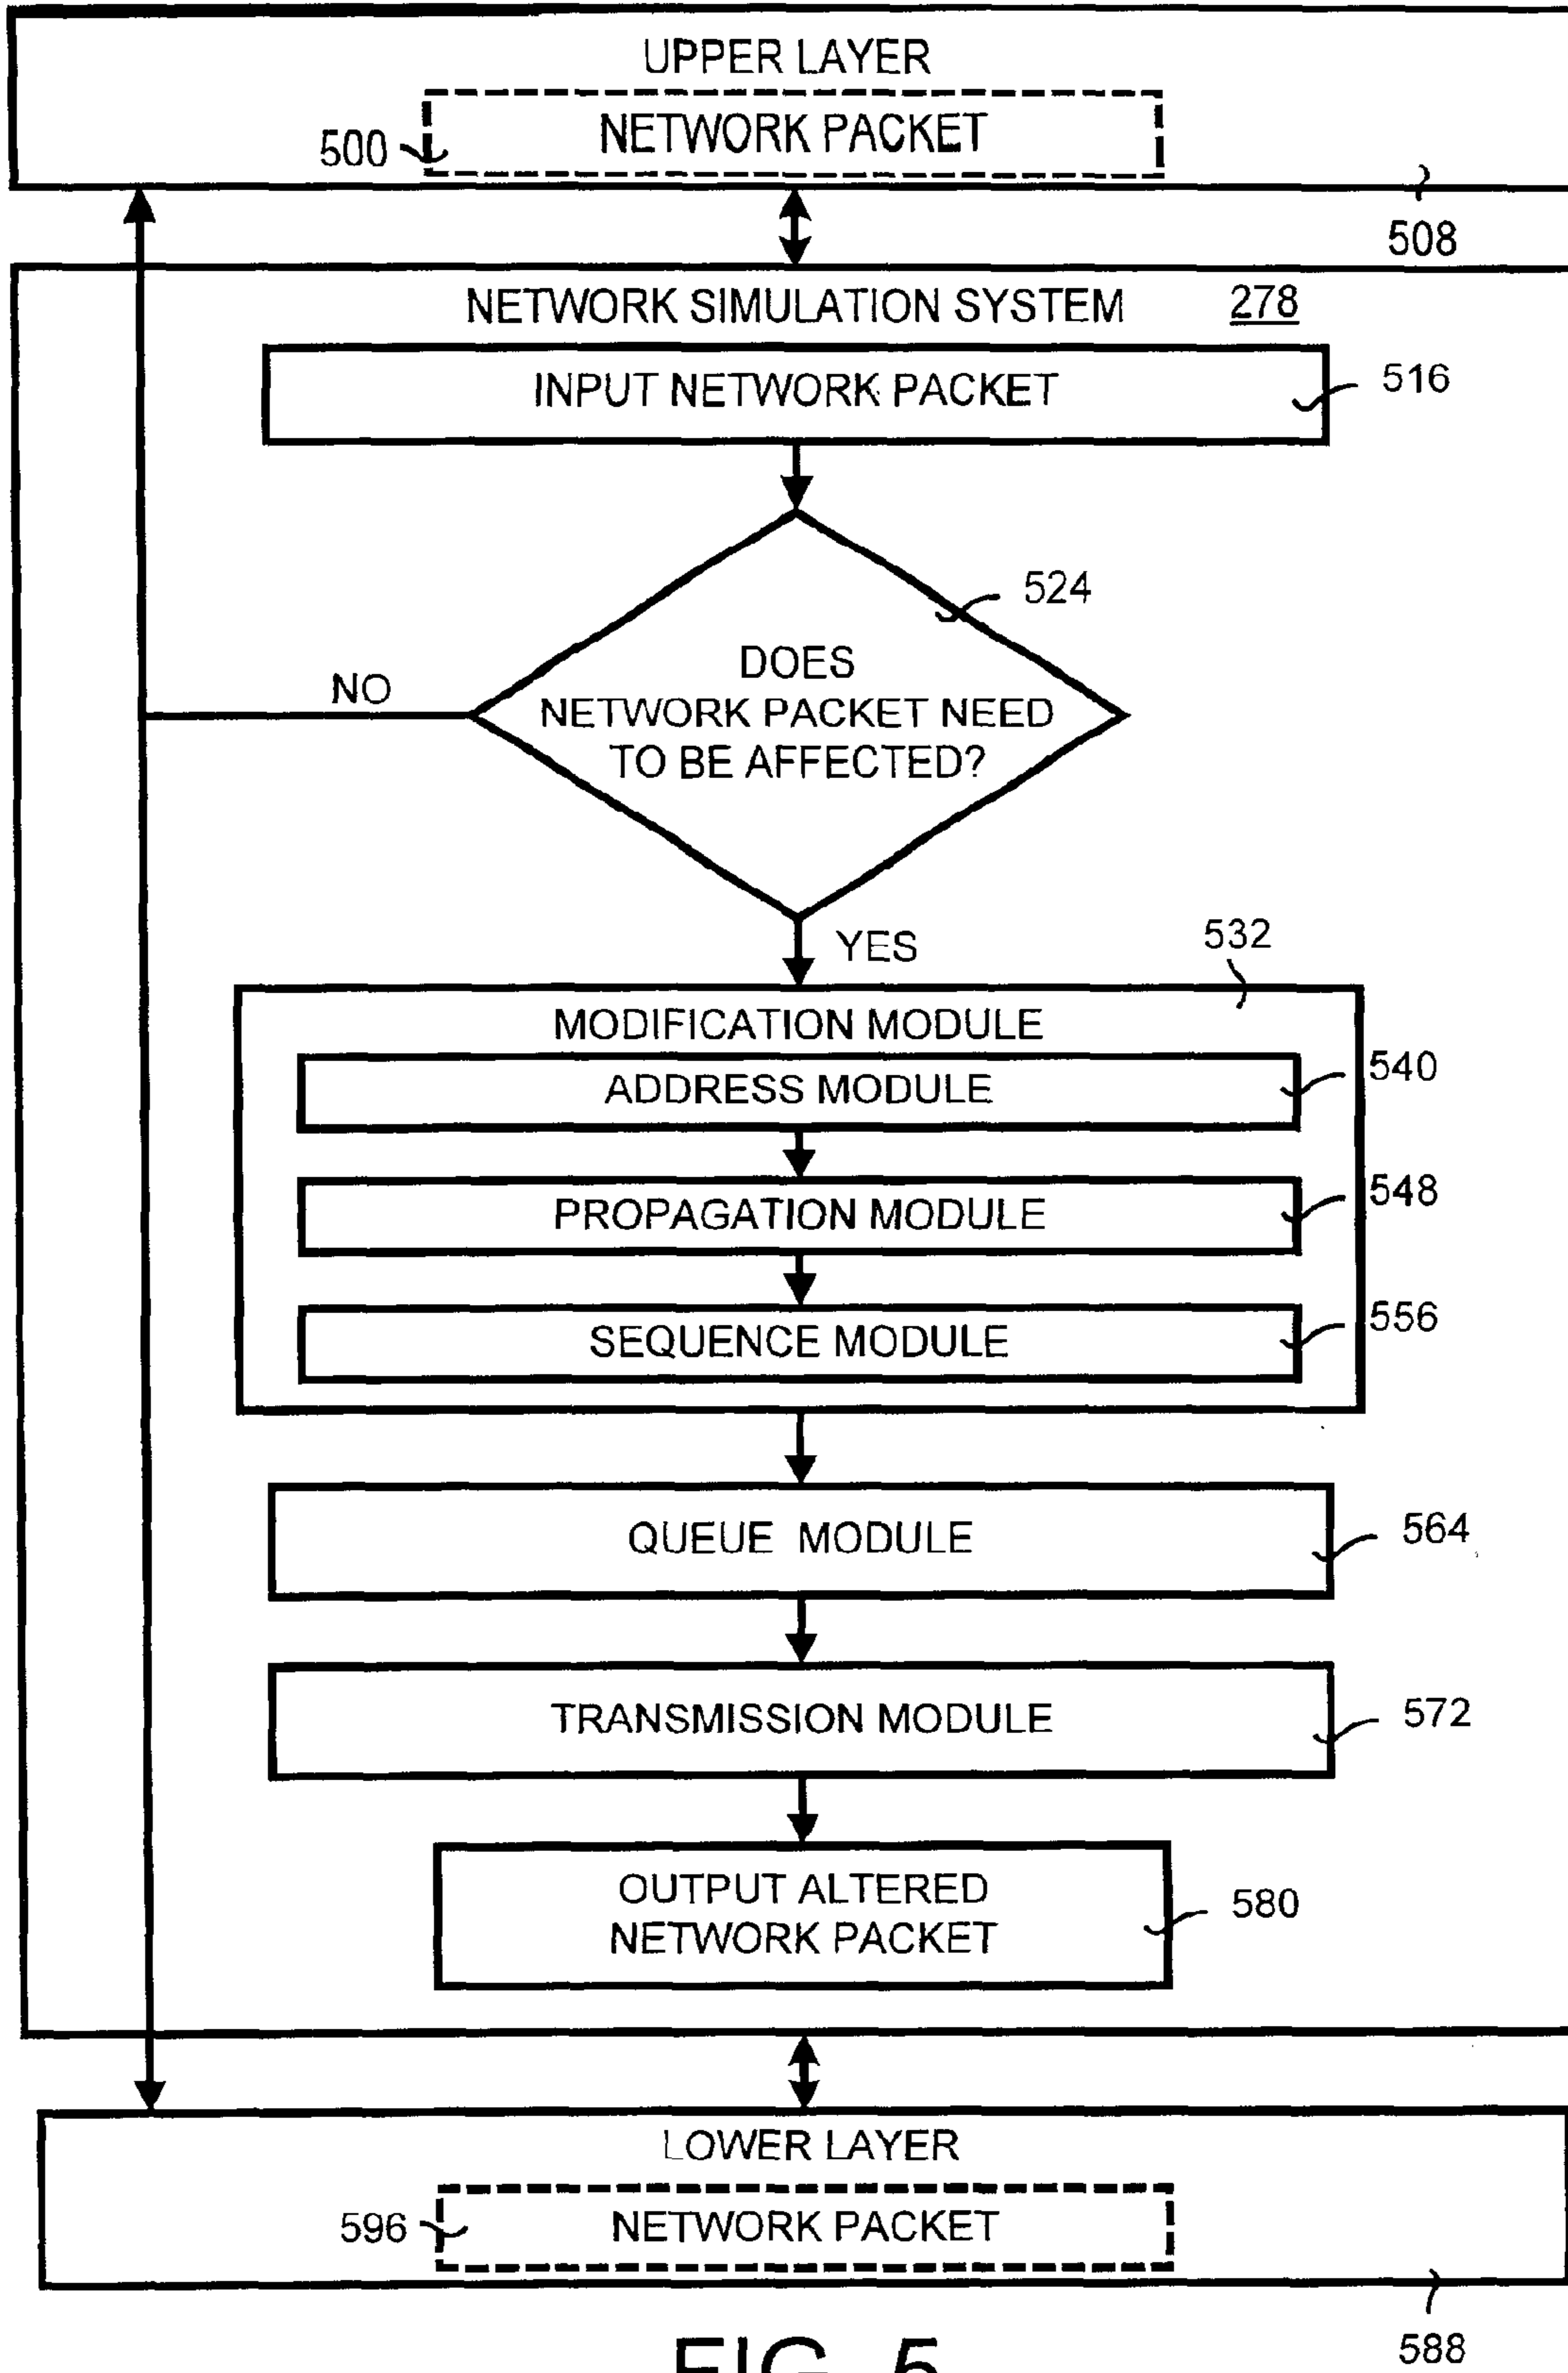 UPPER LAYER
NETWORK PACKET
500
508
NETWORK SIMULATION SYSTEM 278
INPUT NETWORK PACKET
516
524
DOES
NETWORK PACKET NEED
TO BE AFFECTED?
NO
YES
532
MODIFICATION MODULE
ADDRESS MODULE
540
PROPAGATION MODULE
548
SEQUENCE MODULE
556
QUEUE MODULE
564
TRANSMISSION MODULE
572
OUTPUT ALTERED
NETWORK PACKET
580
LOWER LAYER
596
NETWORK PACKET
588
FIG. 5